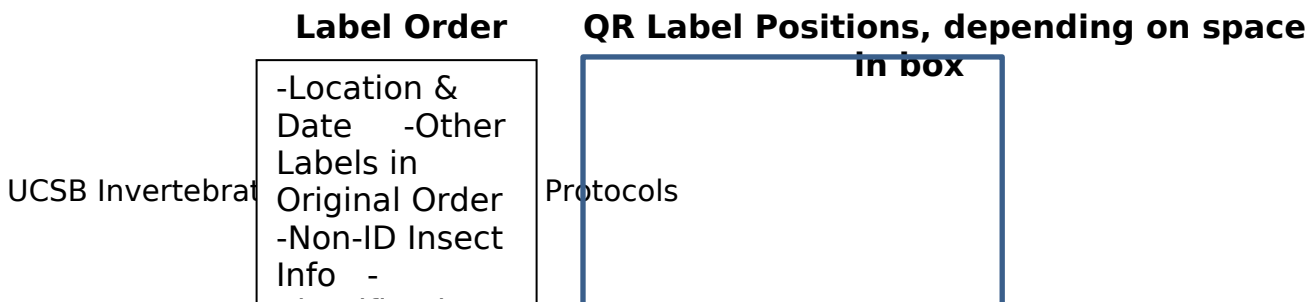 Label Order
QR Label Positions, depending on space
in box
-Location &
Date -Other
Labels in
Original Order
-Non-ID Insect
Info -
UCSB Protocols